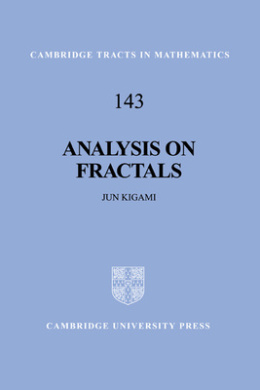 CAMBRIDGE TRACTS IN MATHEMATICS
143
ANALYSIS ON
FRACTALS
JUN KIGAMI
CAMBRIDGE UNIVERSITY PRESS